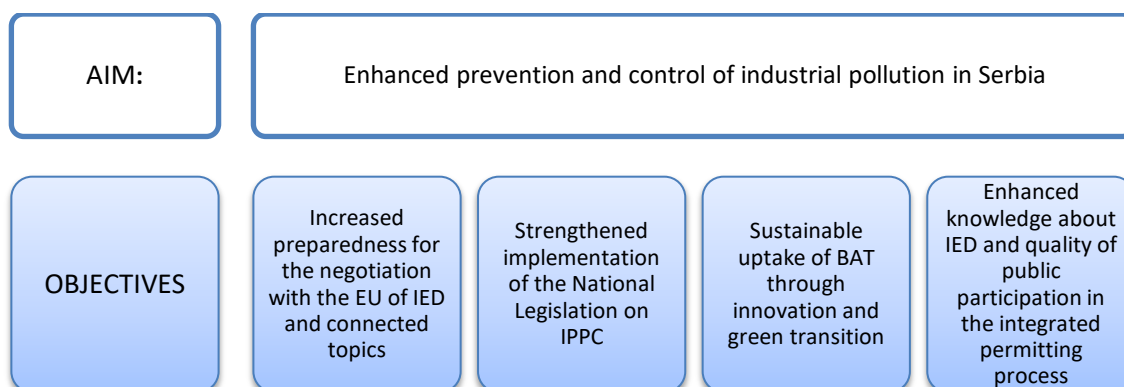 AIM:
Enhanced prevention and control of industrial pollution in Serbia
OBJECTIVES
Increased
preparedness for
the negotiation
with the EU of IED
and connected
topics
Strengthened
implementation
of the National
Legislation on
IPPC
Sustainable
uptake of BAT
through
innovation and
green transition
Enhanced
knowledge about
IED and quality of
public
participation in
the integrated
permitting
process